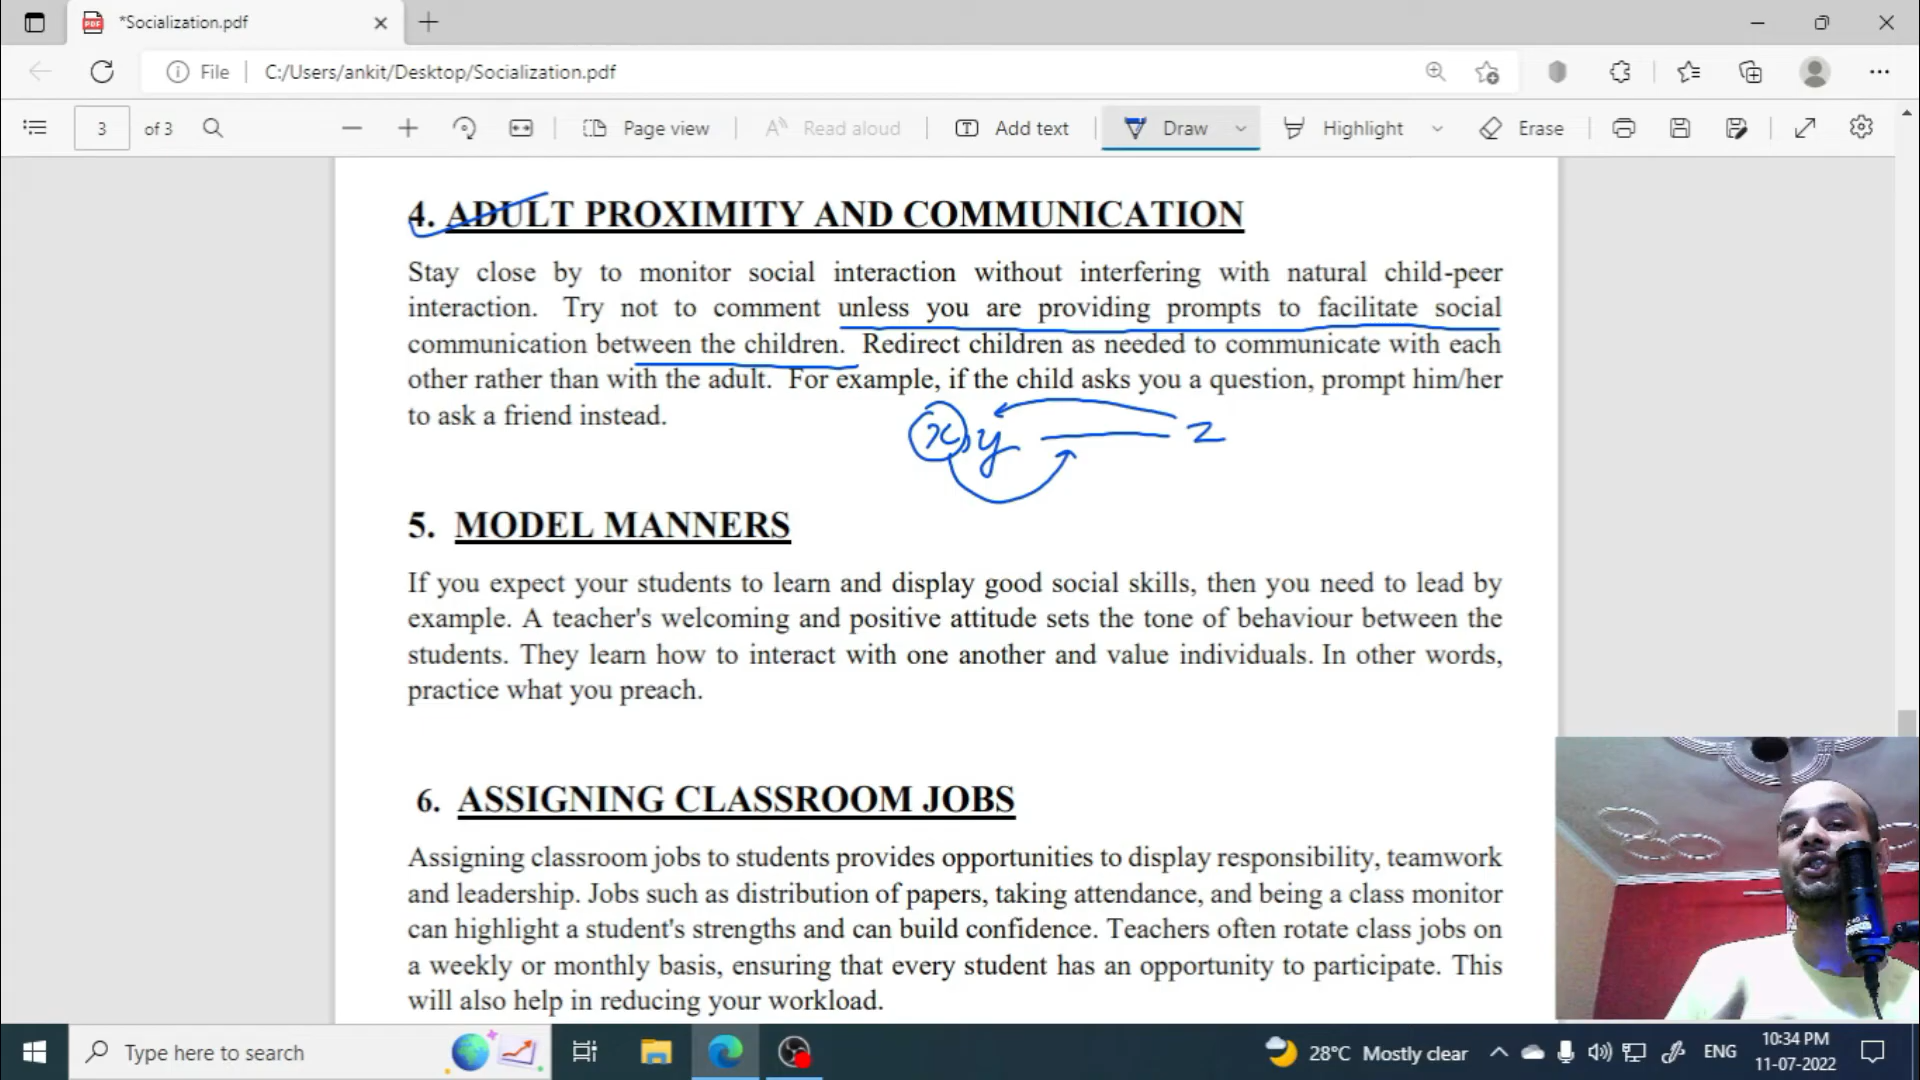 *Socialization.pdf
File
C:/Users/ankit/Desktop/Socialization.pdf
3 of 3
Page view
Read aloud
Add text
Draw
Highlight
Erase
4. ADULT PROXIMITY AND COMMUNICATION
Stay close by to monitor social interaction without interfering with natural child-peer
interaction. Try not to comment unless you are providing prompts to facilitate social
communication between the children. Redirect children as needed to communicate with each
other rather than with the adult. For example, if the child asks you a question, prompt him/her
to ask a friend instead.
x, y z
5. MODEL MANNERS
If you expect your students to learn and display good social skills, then you need to lead by
example. A teacher's welcoming and positive attitude sets the tone of behaviour between the
students. They learn how to interact with one another and value individuals. In other words,
practice what you preach.
6. ASSIGNING CLASSROOM JOBS
Assigning classroom jobs to students provides opportunities to display responsibility, teamwork
and leadership. Jobs such as distribution of papers, taking attendance, and being a class monitor
can highlight a student's strengths and can build confidence. Teachers often rotate class jobs on
a weekly or monthly basis, ensuring that every student has an opportunity to participate. This
will also help in reducing your workload.
Type here to search
28°C Mostly clear
ENG
10:34 PM
11-07-2022